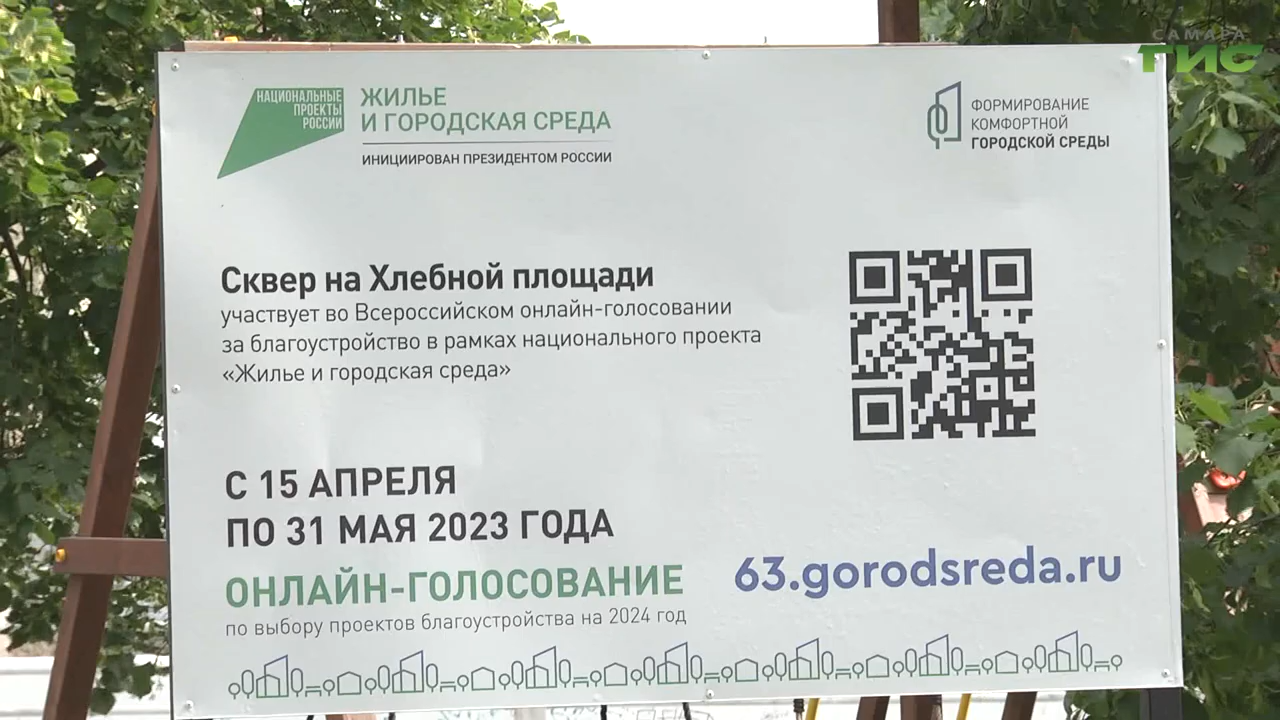 САМАРА
ГИС
НАЦИОНАЛЬНЫЕ
ПРОЕКТЫ
РОССИИ
ЖИЛЬЕ
И ГОРОДСКАЯ СРЕДА
ИНИЦИИРОВАН ПРЕЗИДЕНТОМ РОССИИ
ФОРМИРОВАНИЕ
КОМФОРТНОЙ
ГОРОДСКОЙ СРЕДЫ
Сквер на Хлебной площади
участвует во Всероссийском онлайн-голосовании
за благоустройство в рамках национального проекта
«Жилье и городская среда»
С 15 АПРЕЛЯ
ПО 31 МАЯ 2023 ГОДА
ОНЛАЙН-ГОЛОСОВАНИЕ
по выбору проектов благоустройства на 2024 год
63.gorodsreda.ru